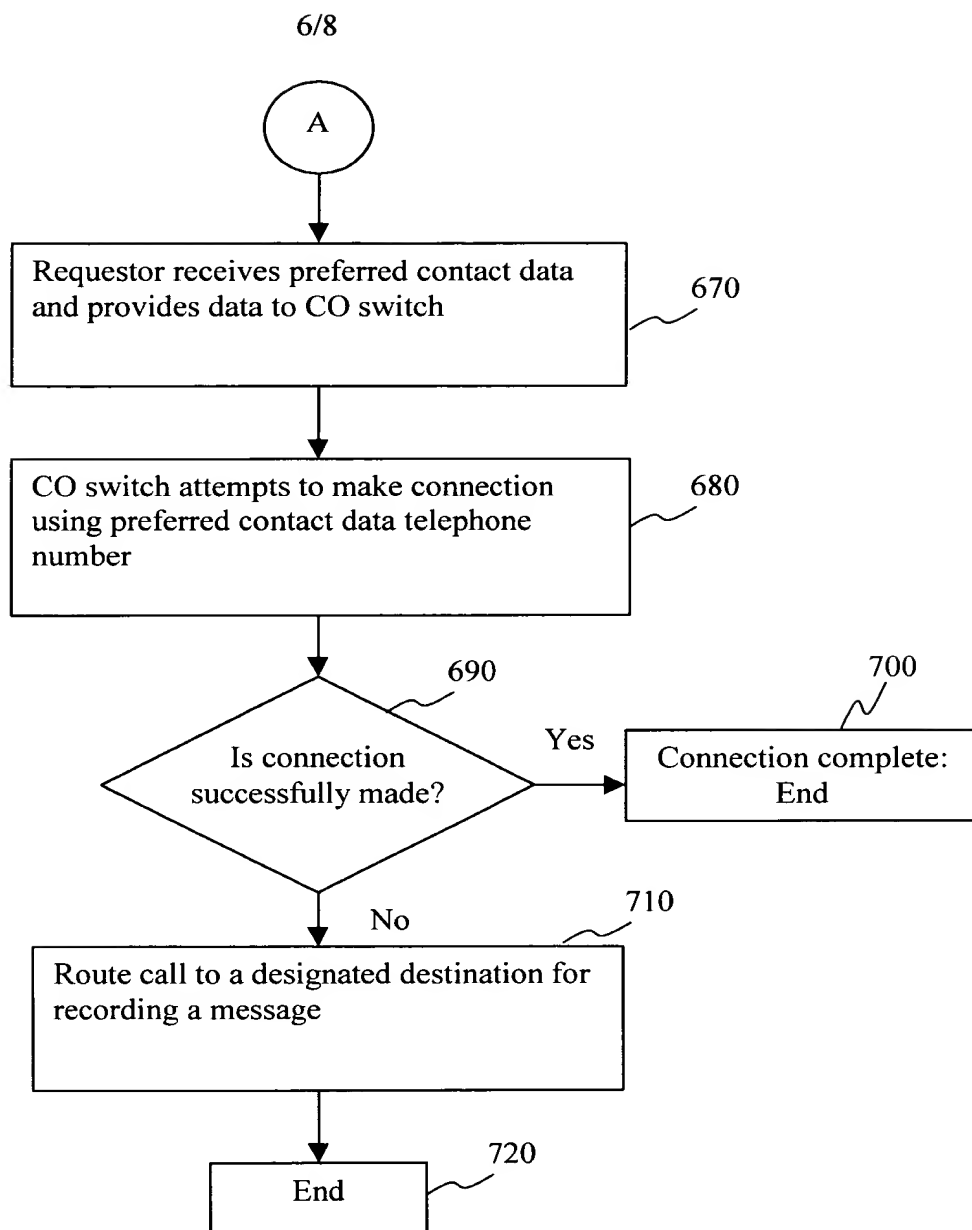 6/8
A
Requestor receives preferred contact data
and provides data to CO switch
670
CO switch attempts to make connection
using preferred contact data telephone
number
680
690
700
Is connection
successfully made?
Yes
Connection complete:
End
No
710
Route call to a designated destination for
recording a message
720
End